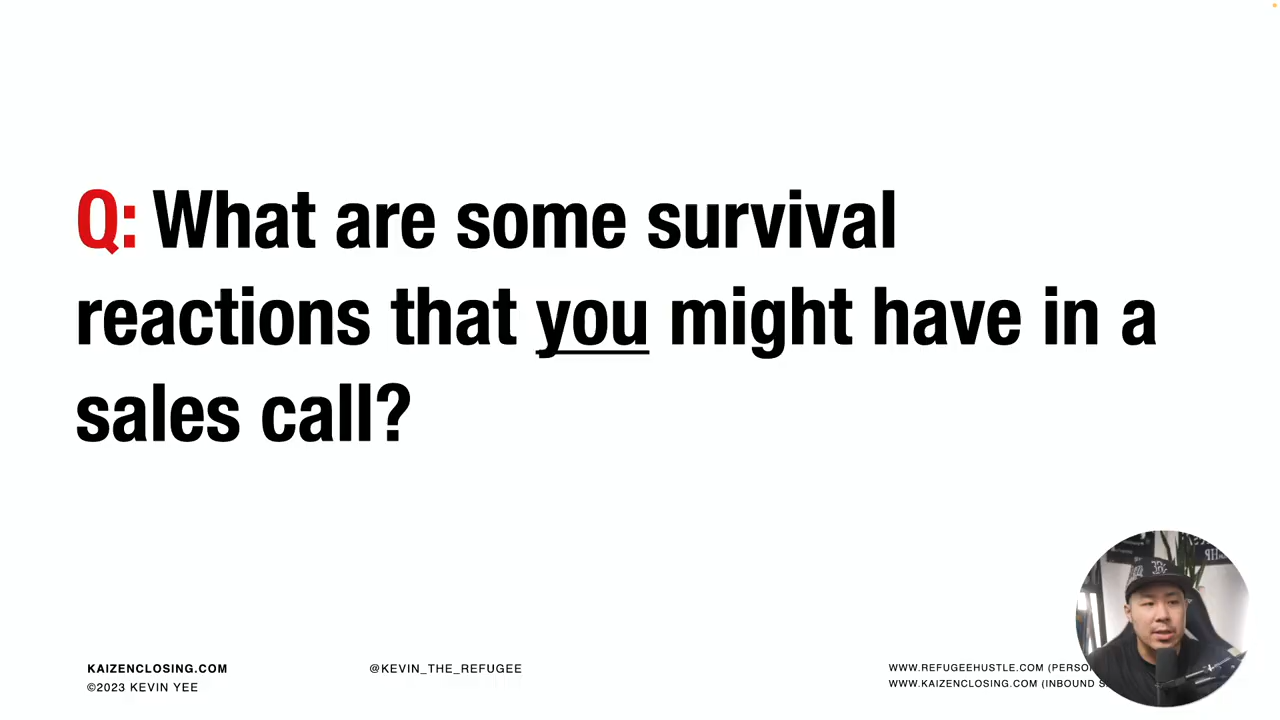 Q: What are some survival
reactions that you might have in a
sales call?
KAIZENCLOSING.COM
©2023 KEVIN YEE
@KEVIN_THE_REFUGEE
WWW.REFUGEEHUSTLE.COM
WWW.KAIZENCLOSING.COM (INBOUND